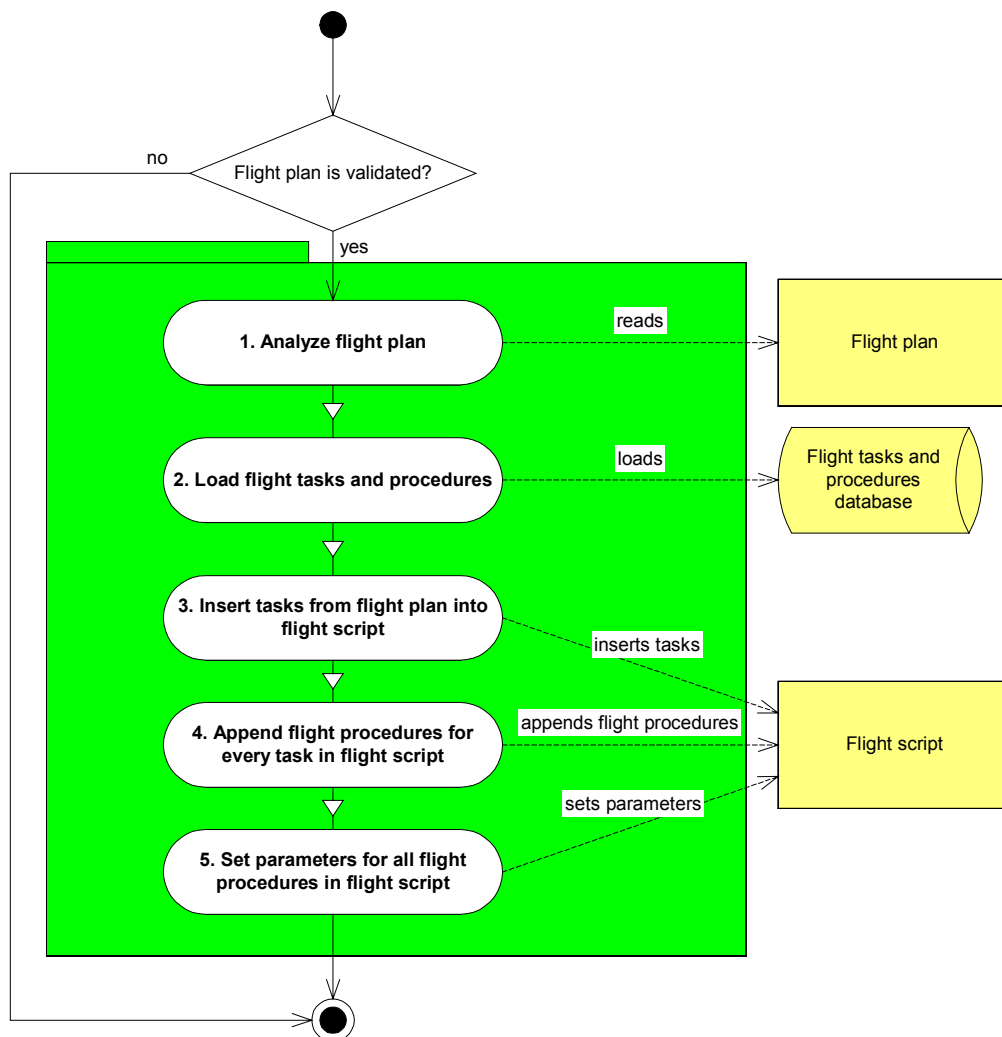 no
Flight plan is validated?
yes
1. Analyze flight plan
reads
Flight plan
2. Load flight tasks and procedures
loads
Flight tasks and
procedures
database
3. Insert tasks from flight plan into
flight script
inserts tasks
4. Append flight procedures for
every task in flight script
appends flight procedures
Flight script
sets parameters
5. Set parameters for all flight
procedures in flight script